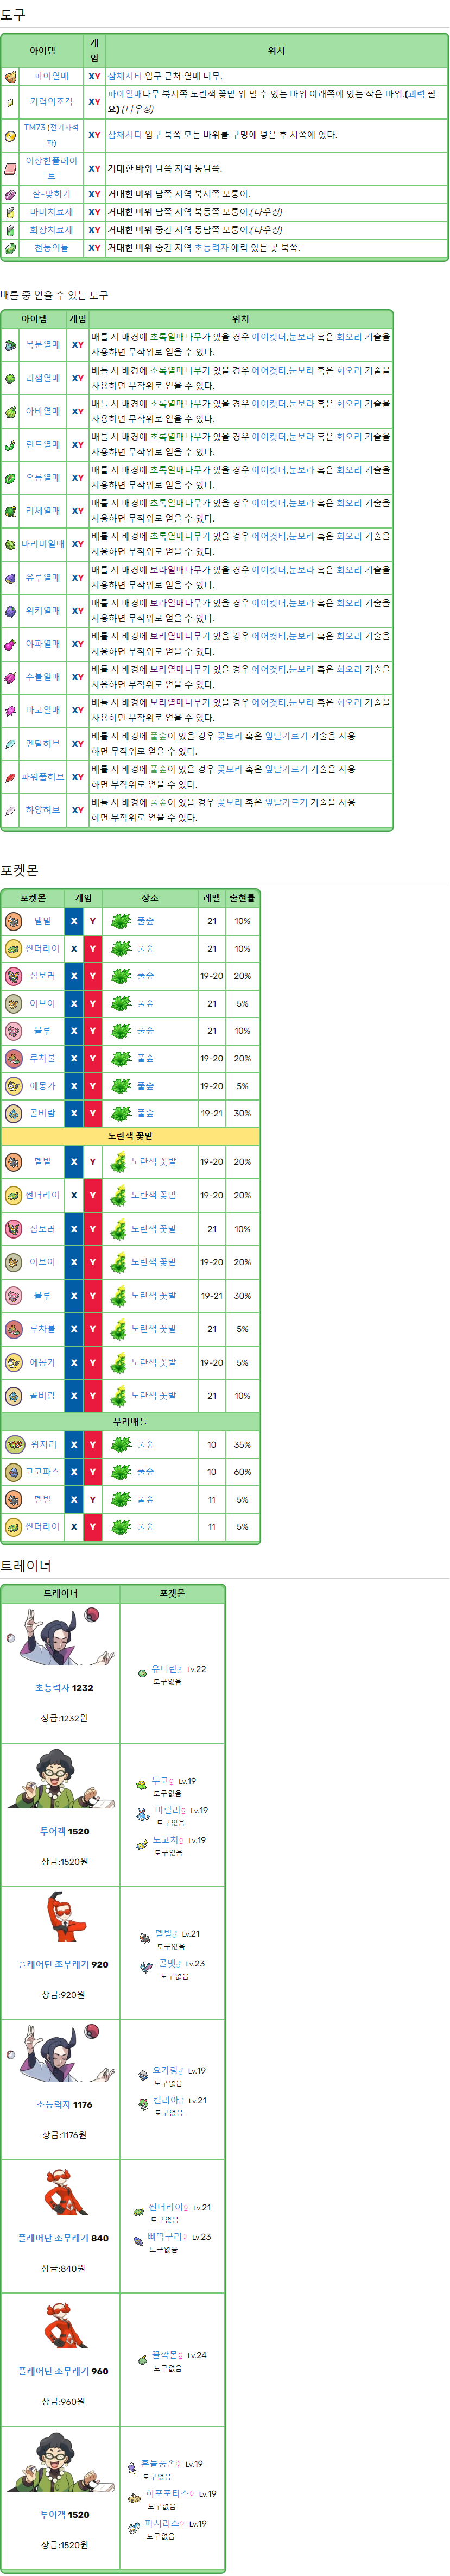 도구
아이템 게임 위치
파야열매 XY 삼채시티 입구 근처 열매 나무.
기력의조각 XY 파야열매나무 북서쪽 노란색 꽃밭 위 밀 수 있는 바위 아래쪽에 있는 작은 바위.(괴력 필
요) (다우징)
TM73 (전기자석
파) XY 삼채시티 입구 북쪽 모든 바위를 구멍에 넣은 후 서쪽에 있다.
이상한플레이
트 XY 거대한 바위 남쪽 지역 동남쪽.
잘-맞히기 XY 거대한 바위 남쪽 지역 북서쪽 모퉁이.
마비치료제 XY 거대한 바위 남쪽 지역 북동쪽 모퉁이.(다우징)
화상치료제 XY 거대한 바위 중간 지역 동남쪽 모퉁이.(다우징)
천둥의돌 XY 거대한 바위 중간 지역 초능력자 에릭 있는 곳 북쪽.
배틀 중 얻을 수 있는 도구
아이템 게임 위치
복분열매 XY 배틀 시 배경에 초록열매나무가 있을 경우 에어컷터,눈보라 혹은 회오리 기술을
사용하면 무작위로 얻을 수 있다.
리샘열매 XY 배틀 시 배경에 초록열매나무가 있을 경우 에어컷터,눈보라 혹은 회오리 기술을
사용하면 무작위로 얻을 수 있다.
아바열매 XY 배틀 시 배경에 초록열매나무가 있을 경우 에어컷터,눈보라 혹은 회오리 기술을
사용하면 무작위로 얻을 수 있다.
린드열매 XY 배틀 시 배경에 초록열매나무가 있을 경우 에어컷터,눈보라 혹은 회오리 기술을
사용하면 무작위로 얻을 수 있다.
으름열매 XY 배틀 시 배경에 초록열매나무가 있을 경우 에어컷터,눈보라 혹은 회오리 기술을
사용하면 무작위로 얻을 수 있다.
리체열매 XY 배틀 시 배경에 초록열매나무가 있을 경우 에어컷터,눈보라 혹은 회오리 기술을
사용하면 무작위로 얻을 수 있다.
바리비열매 XY 배틀 시 배경에 초록열매나무가 있을 경우 에어컷터,눈보라 혹은 회오리 기술을
사용하면 무작위로 얻을 수 있다.
유루열매 XY 배틀 시 배경에 보라열매나무가 있을 경우 에어컷터,눈보라 혹은 회오리 기술을
사용하면 무작위로 얻을 수 있다.
위키열매 XY 배틀 시 배경에 보라열매나무가 있을 경우 에어컷터,눈보라 혹은 회오리 기술을
사용하면 무작위로 얻을 수 있다.
야파열매 XY 배틀 시 배경에 보라열매나무가 있을 경우 에어컷터,눈보라 혹은 회오리 기술을
사용하면 무작위로 얻을 수 있다.
수불열매 XY 배틀 시 배경에 보라열매나무가 있을 경우 에어컷터,눈보라 혹은 회오리 기술을
사용하면 무작위로 얻을 수 있다.
마코열매 XY 배틀 시 배경에 보라열매나무가 있을 경우 에어컷터,눈보라 혹은 회오리 기술을
사용하면 무작위로 얻을 수 있다.
멘탈허브 XY 배틀 시 배경에 풀숲이 있을 경우 꽃보라 혹은 잎날가르기 기술을 사용
하면 무작위로 얻을 수 있다.
파워풀허브 XY 배틀 시 배경에 풀숲이 있을 경우 꽃보라 혹은 잎날가르기 기술을 사용
하면 무작위로 얻을 수 있다.
하양허브 XY 배틀 시 배경에 풀숲이 있을 경우 꽃보라 혹은 잎날가르기 기술을 사용
하면 무작위로 얻을 수 있다.
포켓몬
포켓몬 게임 장소 레벨 출현률
델빌 X Y 풀숲 21 10%
썬더라이 X Y 풀숲 21 10%
심보러 X Y 풀숲 19-20 20%
이브이 X Y 풀숲 21 5%
블루 X Y 풀숲 21 10%
루차불 X Y 풀숲 19-20 20%
에몽가 X Y 풀숲 19-20 5%
골비람 X Y 풀숲 19-21 30%
노란색 꽃밭
델빌 X Y 노란색 꽃밭 19-20 20%
썬더라이 X Y 노란색 꽃밭 19-20 20%
심보러 X Y 노란색 꽃밭 21 10%
이브이 X Y 노란색 꽃밭 19-20 20%
블루 X Y 노란색 꽃밭 19-21 30%
루차불 X Y 노란색 꽃밭 21 5%
에몽가 X Y 노란색 꽃밭 19-20 5%
골비람 X Y 노란색 꽃밭 21 10%
무리배틀
왕자리 X Y 풀숲 10 35%
코코파스 X Y 풀숲 10 60%
델빌 X Y 풀숲 11 5%
썬더라이 X Y 풀숲 11 5%
트레이너
트레이너 포켓몬
유니란♂ Lv.22
도구없음
초능력자 1232
상금:1232원
두코♀ Lv.19
도구없음
마릴리♀ Lv.19
도구없음
노고치♀ Lv.19
도구없음
투어객 1520
상금:1520원
델빌♂ Lv.21
도구없음
골뱃♂ Lv.23
도구없음
플레어단 조무래기 920
상금:920원
요가랑♂ Lv.19
도구없음
킬리아♂ Lv.21
도구없음
초능력자 1176
상금:1176원
썬더라이♀ Lv.21
도구없음
삐딱구리♀ Lv.23
도구없음
플레어단 조무래기 840
상금:840원
꼴깍몬♀ Lv.24
도구없음
플레어단 조무래기 960
상금:960원
흔들풍손♀ Lv.19
도구없음
히포포타스♀ Lv.19
도구없음
파치리스♀ Lv.19
도구없음
투어객 1520
상금:1520원